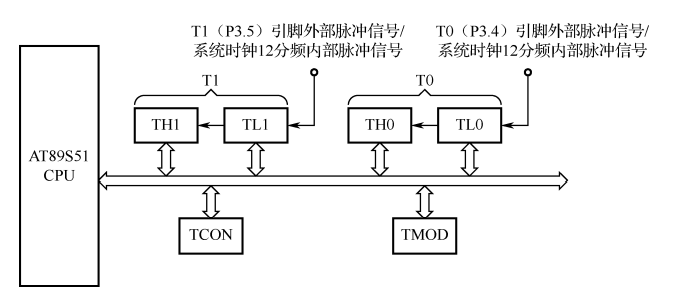 T1（P3.5）引脚外部脉冲信号/
系统时钟12分频内部脉冲信号
T0（P3.4）引脚外部脉冲信号/
系统时钟12分频内部脉冲信号
T1
T0
TH1
TL1
TH0
TL0
AT89S51
CPU
TCON
TMOD